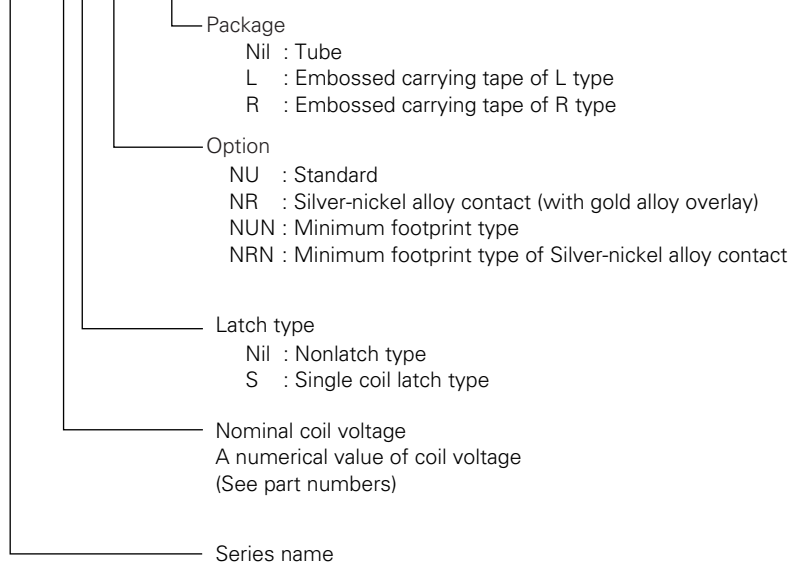 Package
Nil : Tube
L : Embossed carrying tape of L type
R : Embossed carrying tape of R type
Option
NU : Standard
NR : Silver-nickel alloy contact (with gold alloy overlay)
NUN : Minimum footprint type
NRN : Minimum footprint type of Silver-nickel alloy contact
Latch type
Nil : Nonlatch type
S : Single coil latch type
Nominal coil voltage
A numerical value of coil voltage
(See part numbers)
Series name